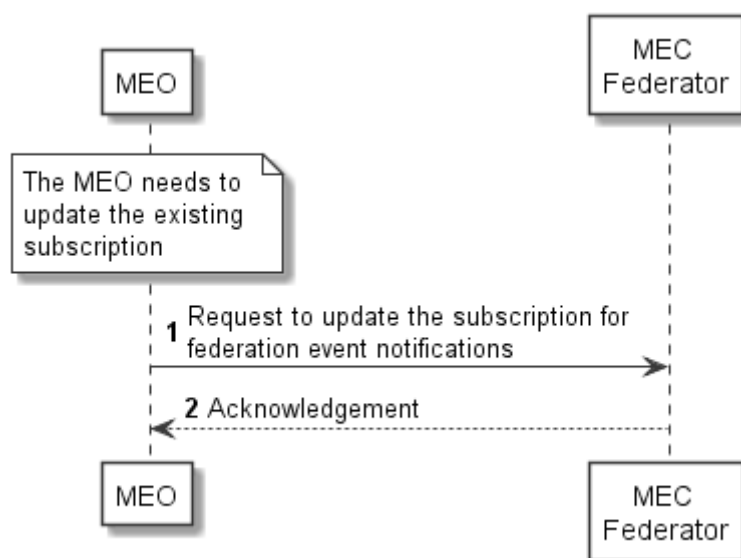 MEO
MEC
Federator
The MEO needs to
update the existing
subscription
1 Request to update the subscription for
federation event notifications
2 Acknowledgement
MEO
MEC
Federator